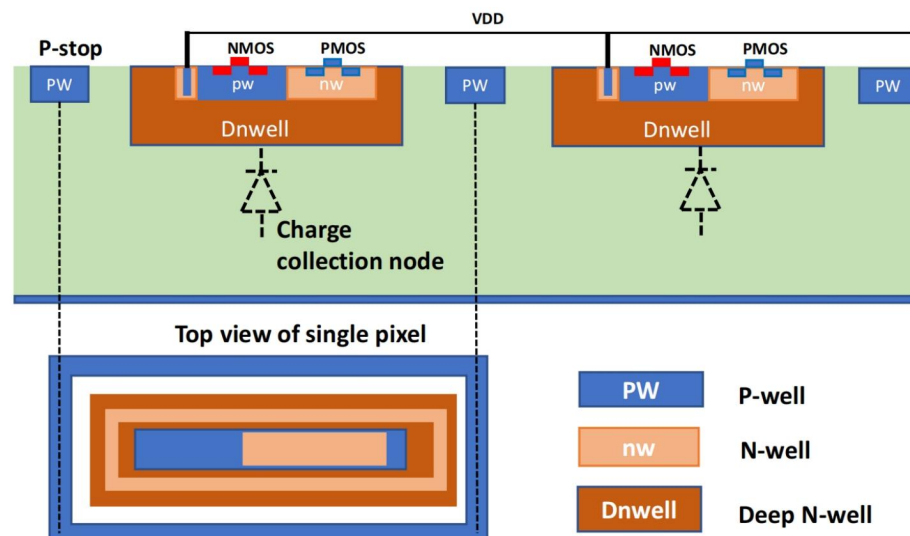 VDD
P-stop
NMOS
PMOS
NMOS
PMOS
PW
pw
nw
PW
pw
nw
PW
Dnwell
Dnwell
Charge
collection node
Top view of single pixel
PW
P-well
nw
N-well
Dnwell
Deep N-well